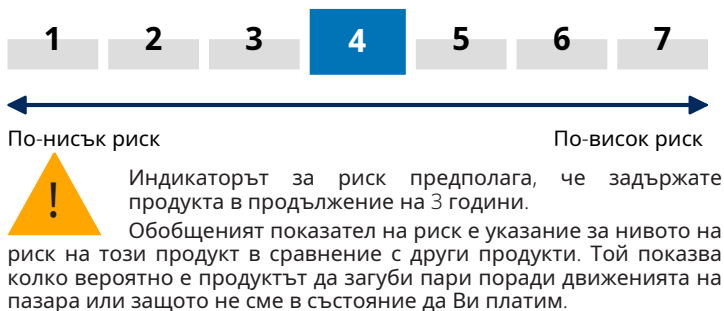 1 2 3 4 5 6 7
По-нисък риск По-висок риск
!
Индикаторът за риск предполага, че задържате
продукта в продължение на 3 години.
Обобщеният показател на риск е указание за нивото на
риск на този продукт в сравнение с други продукти. Той показва
колко вероятно е продуктът да загуби пари поради движенията на
пазара или защото не сме в състояние да Ви платим.